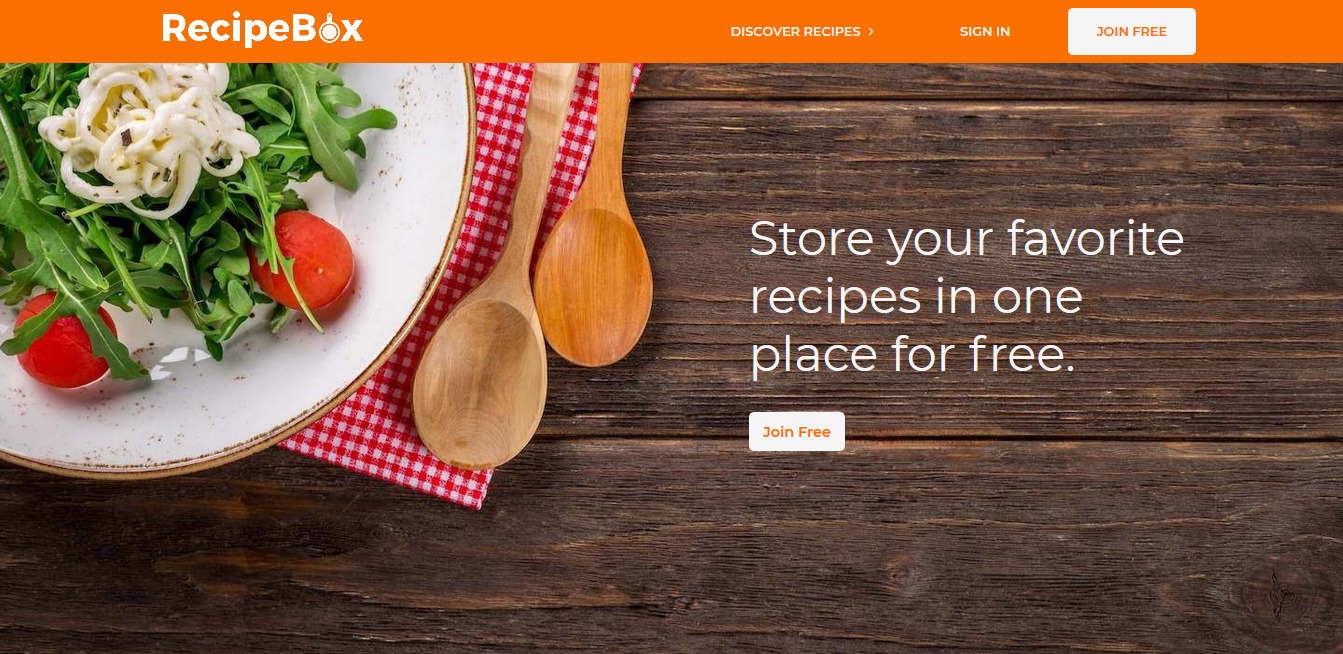 RecipeBox
DISCOVER RECIPES
SIGN IN
JOIN FREE
Store your favorite
recipes in one
place for free.
Join Free